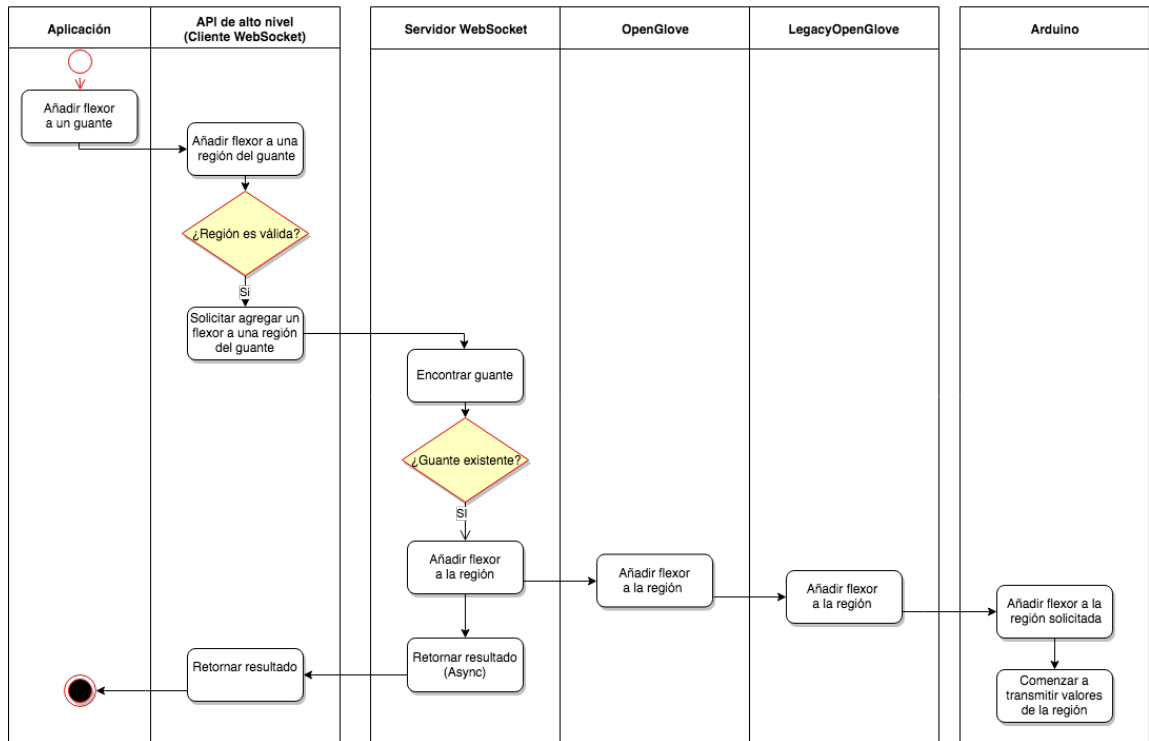 Aplicación
API de alto nivel
(Cliente WebSocket)
Servidor WebSocket
OpenGlove
LegacyOpenGlove
Arduino
Añadir flexor
a un guante
Añadir flexor a una
región del guante
¿Región es válida?
Si
Solicitar agregar un
flexor a una región
del guante
Encontrar guante
¿Guante existente?
SI
Añadir flexor
a la región
Añadir flexor
a la región
Añadir flexor
a la región
Añadir flexor a la
región solicitada
Retornar resultado
(Async)
Retornar resultado
Comenzar a
transmitir valores
de la región